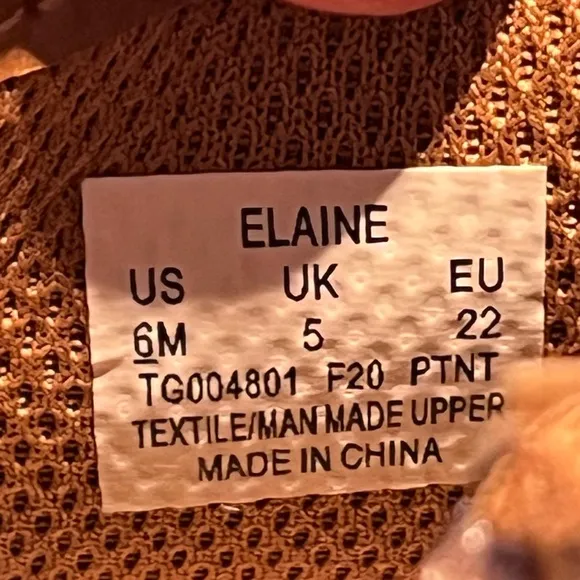 ELAINE
US UK EU
6M 5 22
TG004801 F20 PTNT
TEXTILE/MAN MADE UPPER
MADE IN CHINA